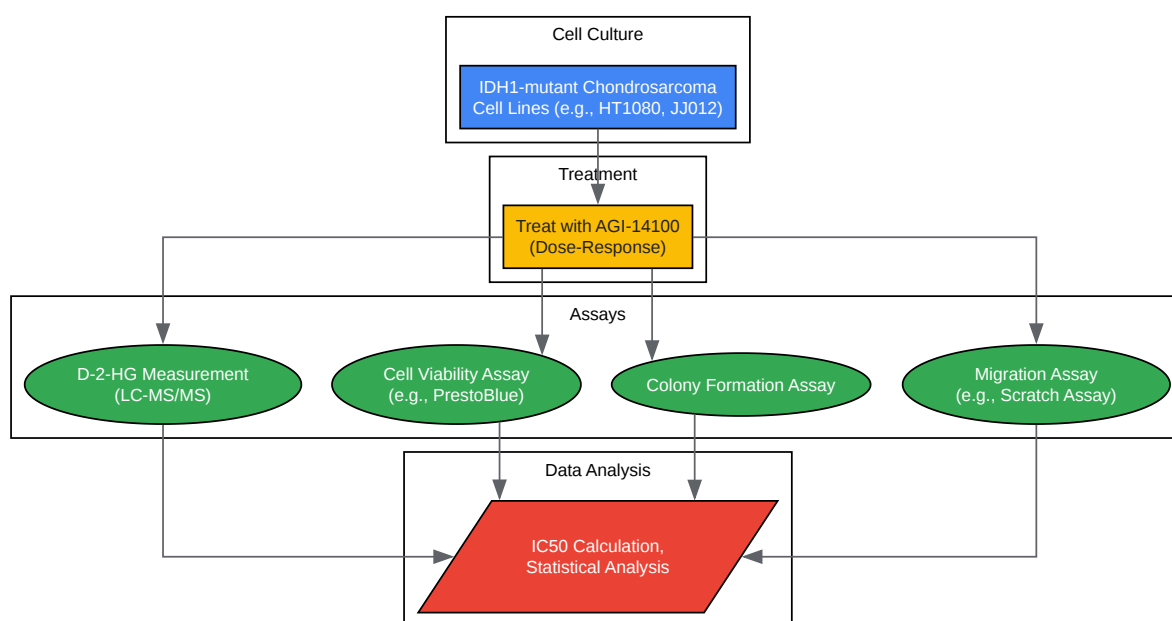 Cell Culture
IDH1-mutant Chondrosarcoma
Cell Lines (e.g., HT1080, JJ012)
Treatment
Treat with AGI-14100
(Dose-Response)
Assays
D-2-HG Measurement
(LC-MS/MS)
Cell Viability Assay
(e.g., PrestoBlue)
Colony Formation Assay
Migration Assay
(e.g., Scratch Assay)
Data Analysis
IC50 Calculation,
Statistical Analysis